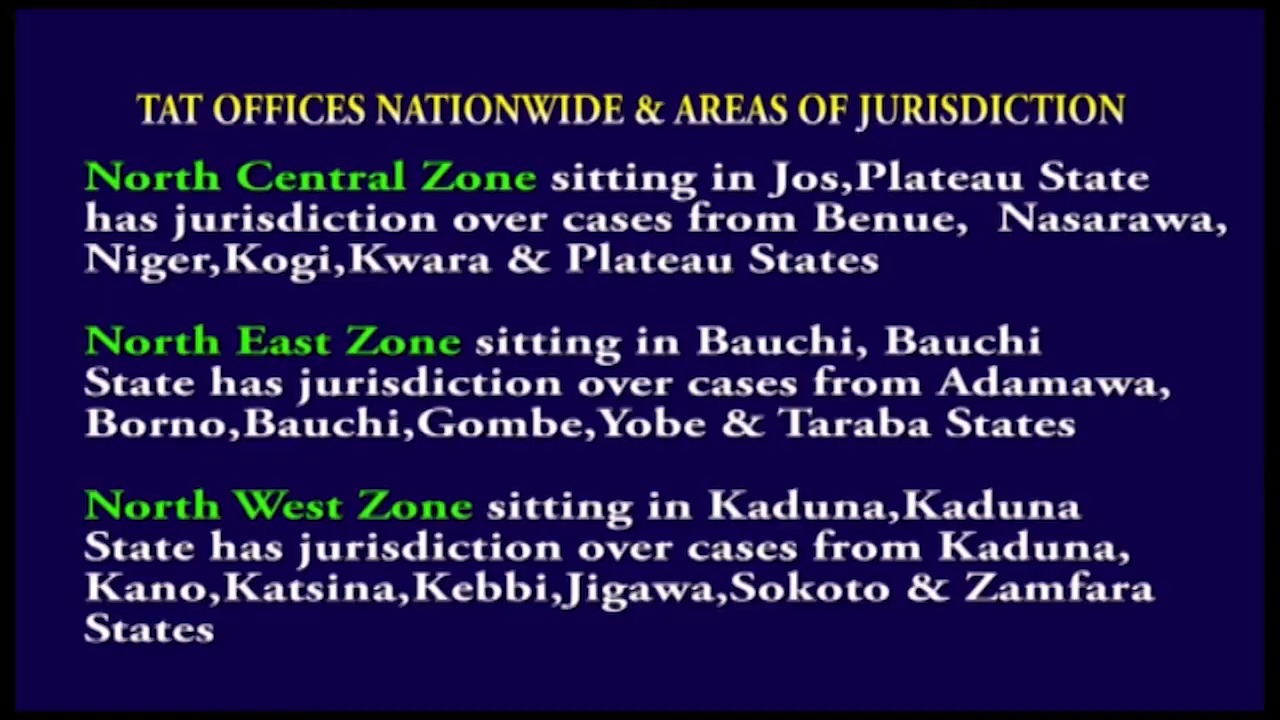 TAT OFFICES NATIONWIDE & AREAS OF JURISDICTION
North Central Zone sitting in Jos,Plateau State
has jurisdiction over cases from Benue, Nasarawa,
Niger,Kogi,Kwara & Plateau States
North East Zone sitting in Bauchi, Bauchi
State has jurisdiction over cases from Adamawa,
Borno,Bauchi,Gombe,Yobe & Taraba States
North West Zone sitting in Kaduna,Kaduna
State has jurisdiction over cases from Kaduna,
Kano,Katsina,Kebbi,Jigawa,Sokoto & Zamfara
States